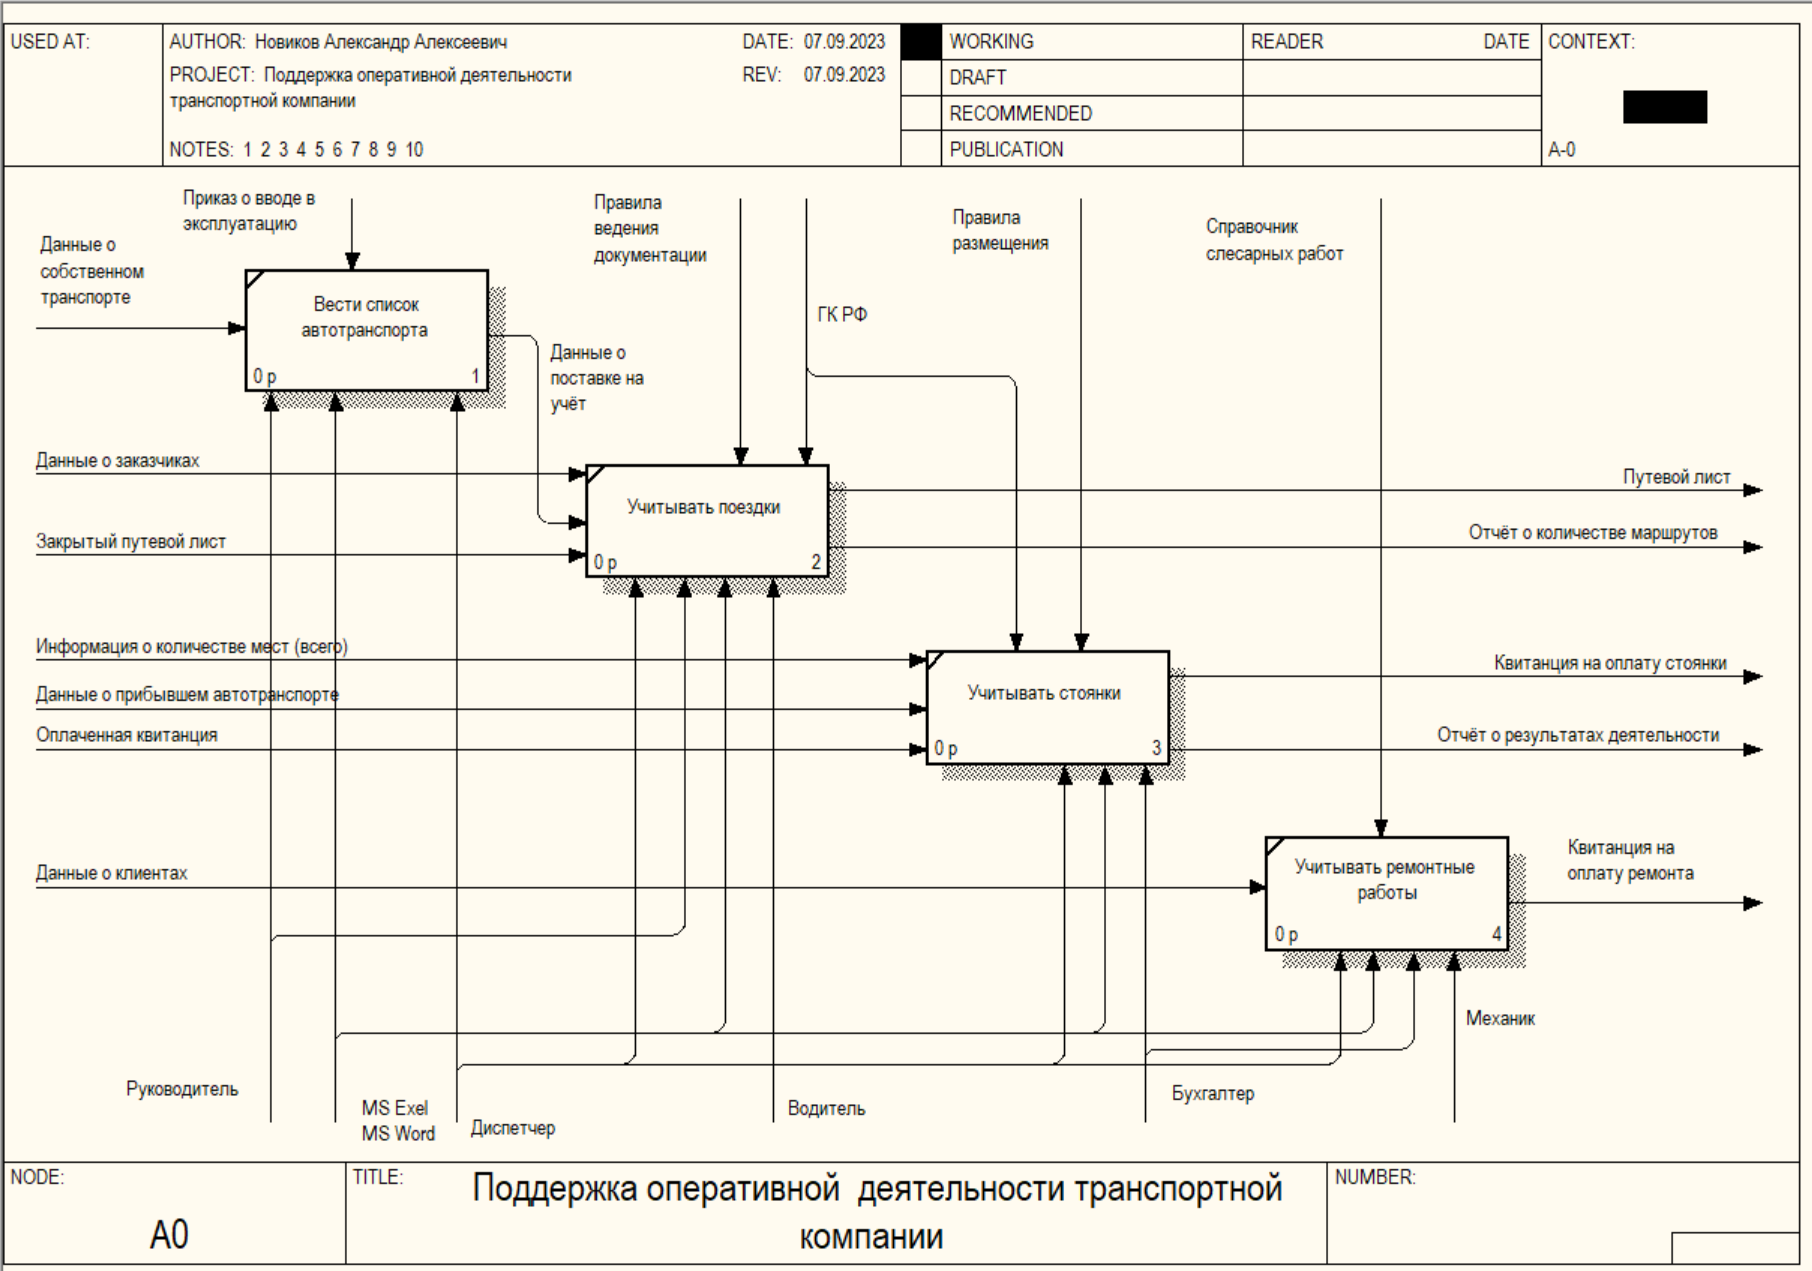 USED AT:
AUTHOR: Новиков Александр Алексеевич
DATE: 07.09.2023
PROJECT: Поддержка оперативной деятельности
транспортной компании
REV: 07.09.2023
NOTES: 1 2 3 4 5 6 7 8 9 10
WORKING
DRAFT
RECOMMENDED
PUBLICATION
READER
DATE
CONTEXT:
A-0
Приказ о вводе в
эксплуатацию
Данные о
собственном
транспорте
Правила
ведения
документации
ГК РФ
Правила
размещения
Справочник
слесарных работ
Вести список
автотранспорта
0 р
1
Данные о
поставке на
учёт
Данные о заказчиках
Закрытый путевой лист
Учитывать поездки
0 р
2
Путевой лист
Отчёт о количестве маршрутов
Информация о количестве мест (всего)
Данные о прибывшем автотранспорте
Оплаченная квитанция
Учитывать стоянки
0 р
3
Квитанция на оплату стоянки
Отчёт о результатах деятельности
Данные о клиентах
Учитывать ремонтные
работы
0 р
4
Квитанция на
оплату ремонта
Руководитель
MS Exel
MS Word
Диспетчер
Водитель
Бухгалтер
Механик
NODE:
A0
TITLE:
Поддержка оперативной деятельности транспортной
компании
NUMBER: